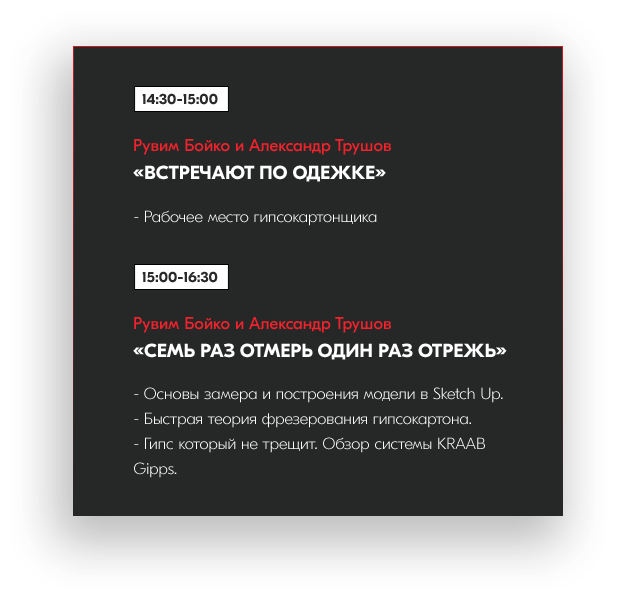 14:30-15:00
Рувим Бойко и Александр Трушов
«ВСТРЕЧАЮТ ПО ОДЕЖКЕ»
- Рабочее место гипсокартонщика
15:00-16:30
Рувим Бойко и Александр Трушов
«СЕМЬ РАЗ ОТМЕРЬ ОДИН РАЗ ОТРЕЖЬ»
- Основы замера и построения модели в Sketch Up.
- Быстрая теория фрезерования гипсокартона.
- Гипс который не трещит. Обзор системы KRAAB
Gipps.